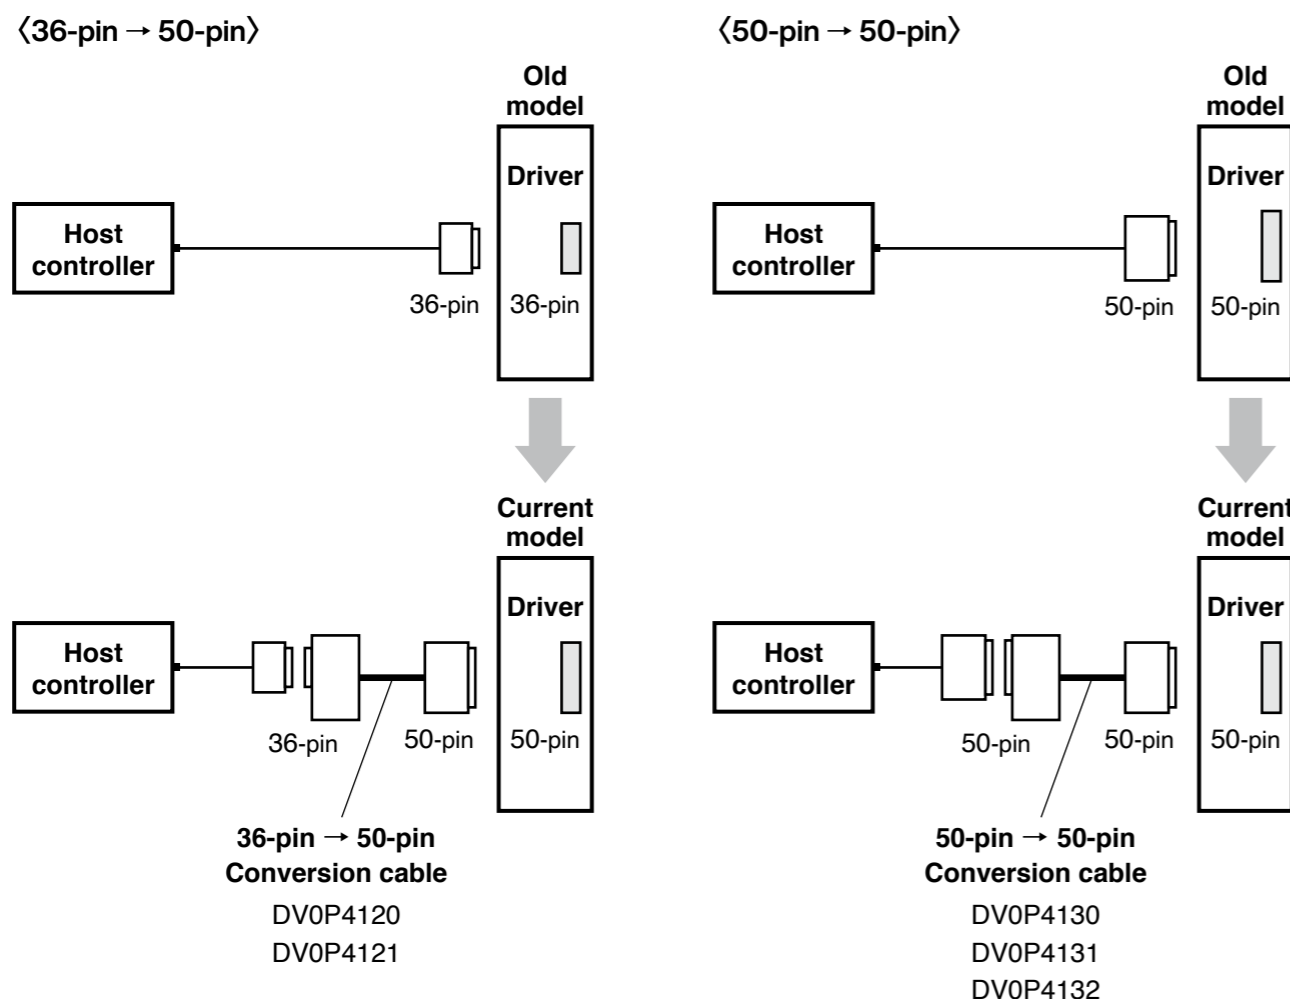 〈36-pin → 50-pin〉
Old
model
Driver
Host
controller
36-pin
36-pin
Current
model
Driver
Host
controller
36-pin
50-pin
50-pin
36-pin → 50-pin
Conversion cable
DV0P4120
DV0P4121
〈50-pin → 50-pin〉
Old
model
Driver
Host
controller
50-pin
50-pin
Current
model
Driver
Host
controller
50-pin
50-pin
50-pin
50-pin → 50-pin
Conversion cable
DV0P4130
DV0P4131
DV0P4132